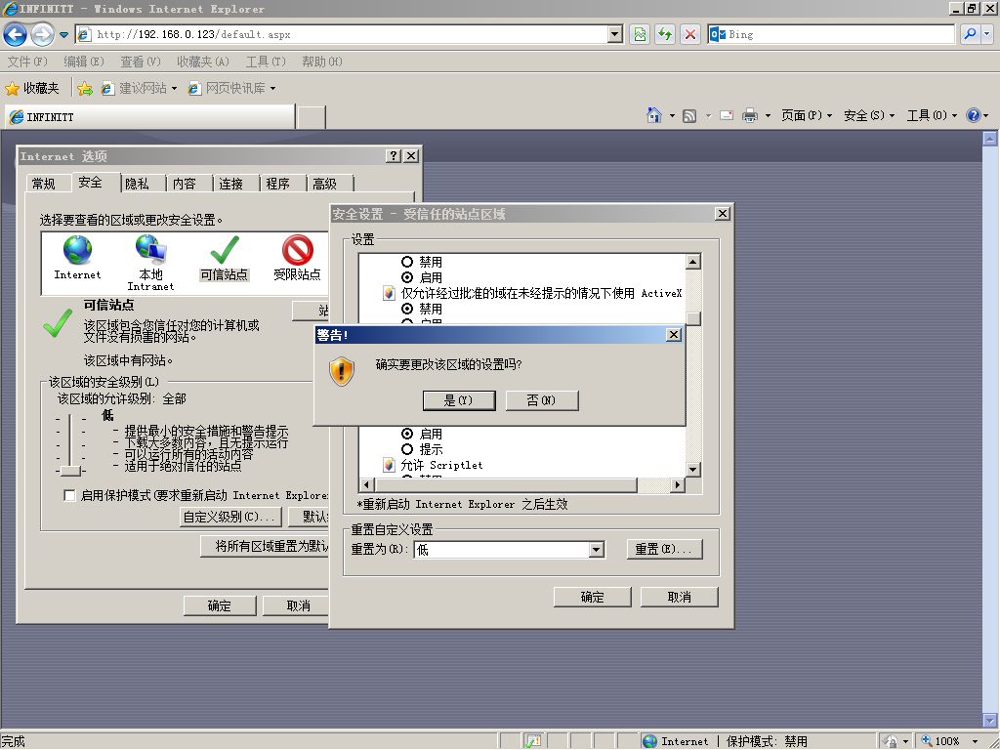 INFINITT - Windows Internet Explorer
http://192.168.0.123/default.aspx
Bing
文件(F) 编辑(E) 查看(V) 收藏夹(A) 工具(T) 帮助(H)
收藏夹 建议网站 网页快讯库
INFINITT
页面(P) 安全(S) 工具(O)
Internet 选项
常规 安全 隐私 内容 连接 程序 高级
选择要查看的区域或更改安全设置。
Internet
本地
Intranet
可信站点
受限站点
可信站点
站
该区域包含您信任对您的计算机或
文件没有损害的网站。
该区域中有网站。
该区域的安全级别(L)
该区域的允许级别: 全部
低
- 提供最小的安全措施和警告提示
- 下载大多数内容，且无提示运行
- 可以运行所有的活动内容
- 适用于绝对信任的站点
启用保护模式(要求重新启动 Internet Explorer
自定义级别(C)... 默认
将所有区域重置为默认
确定 取消
安全设置 - 受信任的站点区域
设置
禁用
启用
仅允许经过批准的域在未经提示的情况下使用 ActiveX
禁用
启用
警告!
确实要更改该区域的设置吗?
是(Y) 否(N)
启用
提示
允许 Scriptlet
禁用
*重新启动 Internet Explorer 之后生效
重置自定义设置
重置为(R): 低 重置(E)...
确定 取消
完成
Internet | 保护模式: 禁用
100%